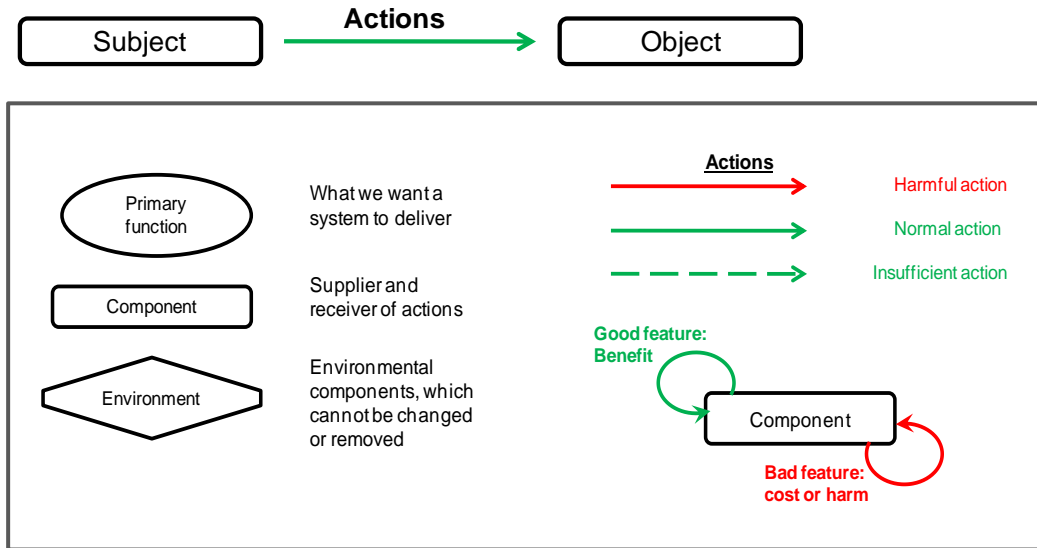 Actions
Subject
Object
Primary
function
What we want a
system to deliver
Component
Supplier and
receiver of actions
Environment
Environmental
components, which
cannot be changed
or removed
Actions
Harmful action
Normal action
Insufficient action
Good feature:
Benefit
Component
Bad feature:
cost or harm